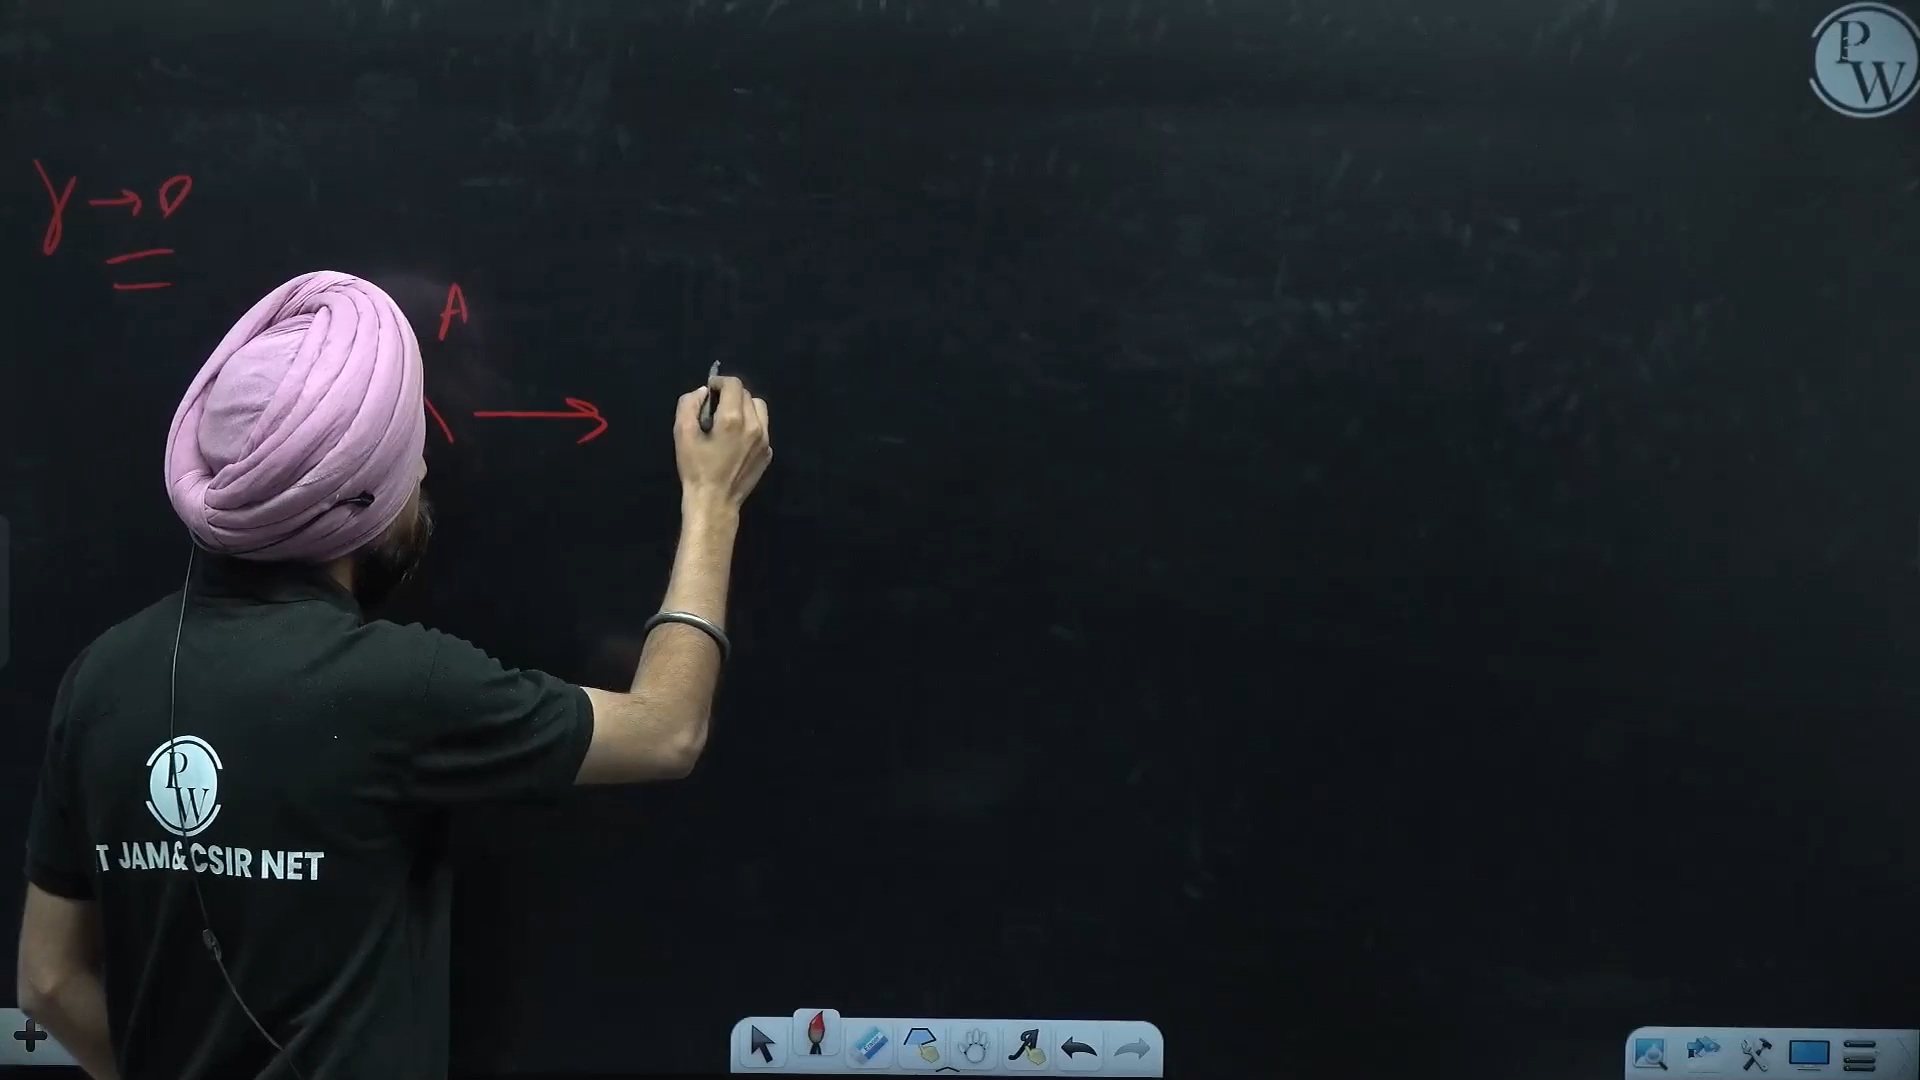 PW
γ → 0
A
→
PW
T JAM & CSIR NET